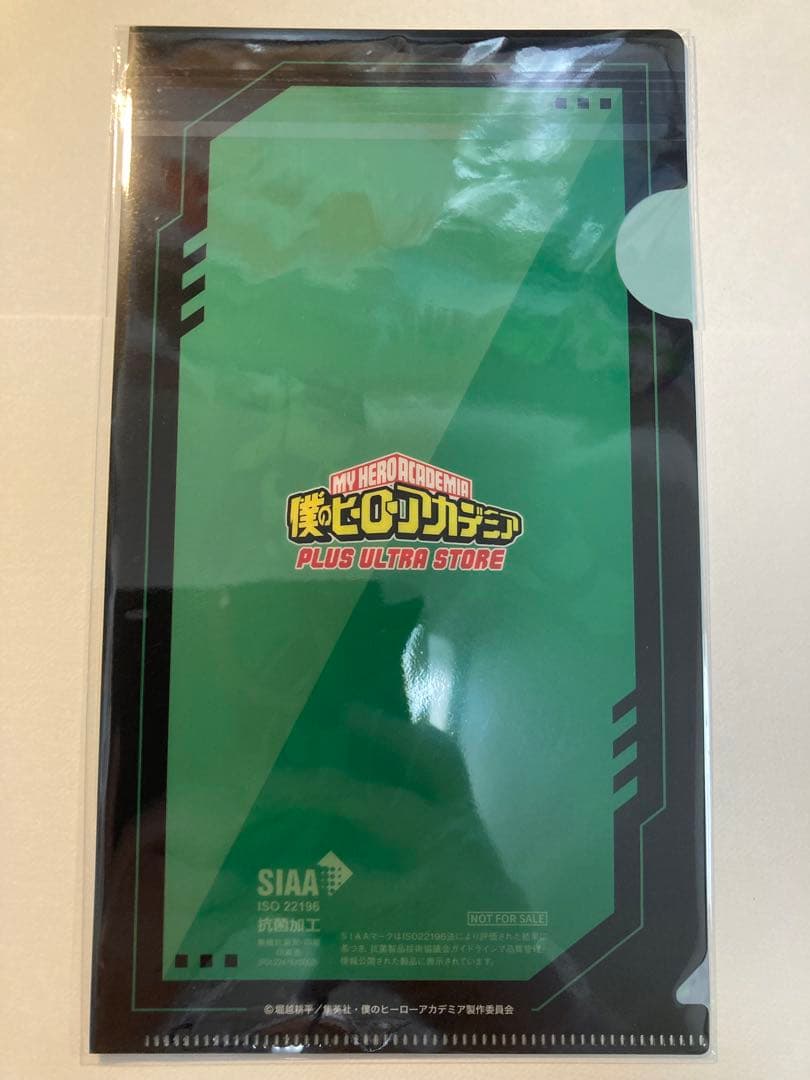 MY HERO ACADEMIA
僕のヒーローアカデミア
PLUS ULTRA STORE
SIAA
ISO 22196
抗菌加工
NOT FOR SALE
SIAAマークはISO22196法により評価された結果に
基づき、抗菌製品技術協議会ガイドラインで品質管理・
情報公開された製品に表示されています。
©堀越耕平／集英社・僕のヒーローアカデミア製作委員会